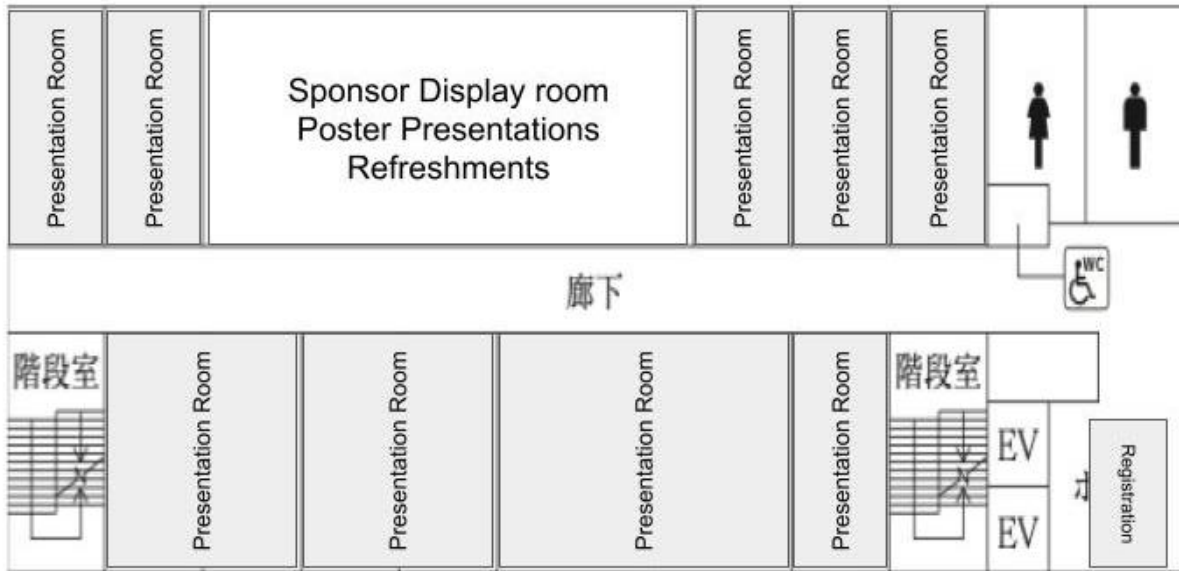 Presentation Room
Presentation Room
Sponsor Display room
Poster Presentations
Refreshments
Presentation Room
Presentation Room
Presentation Room
WC
廊下
階段室
Presentation Room
Presentation Room
Presentation Room
Presentation Room
階段室
EV
EV
Registration